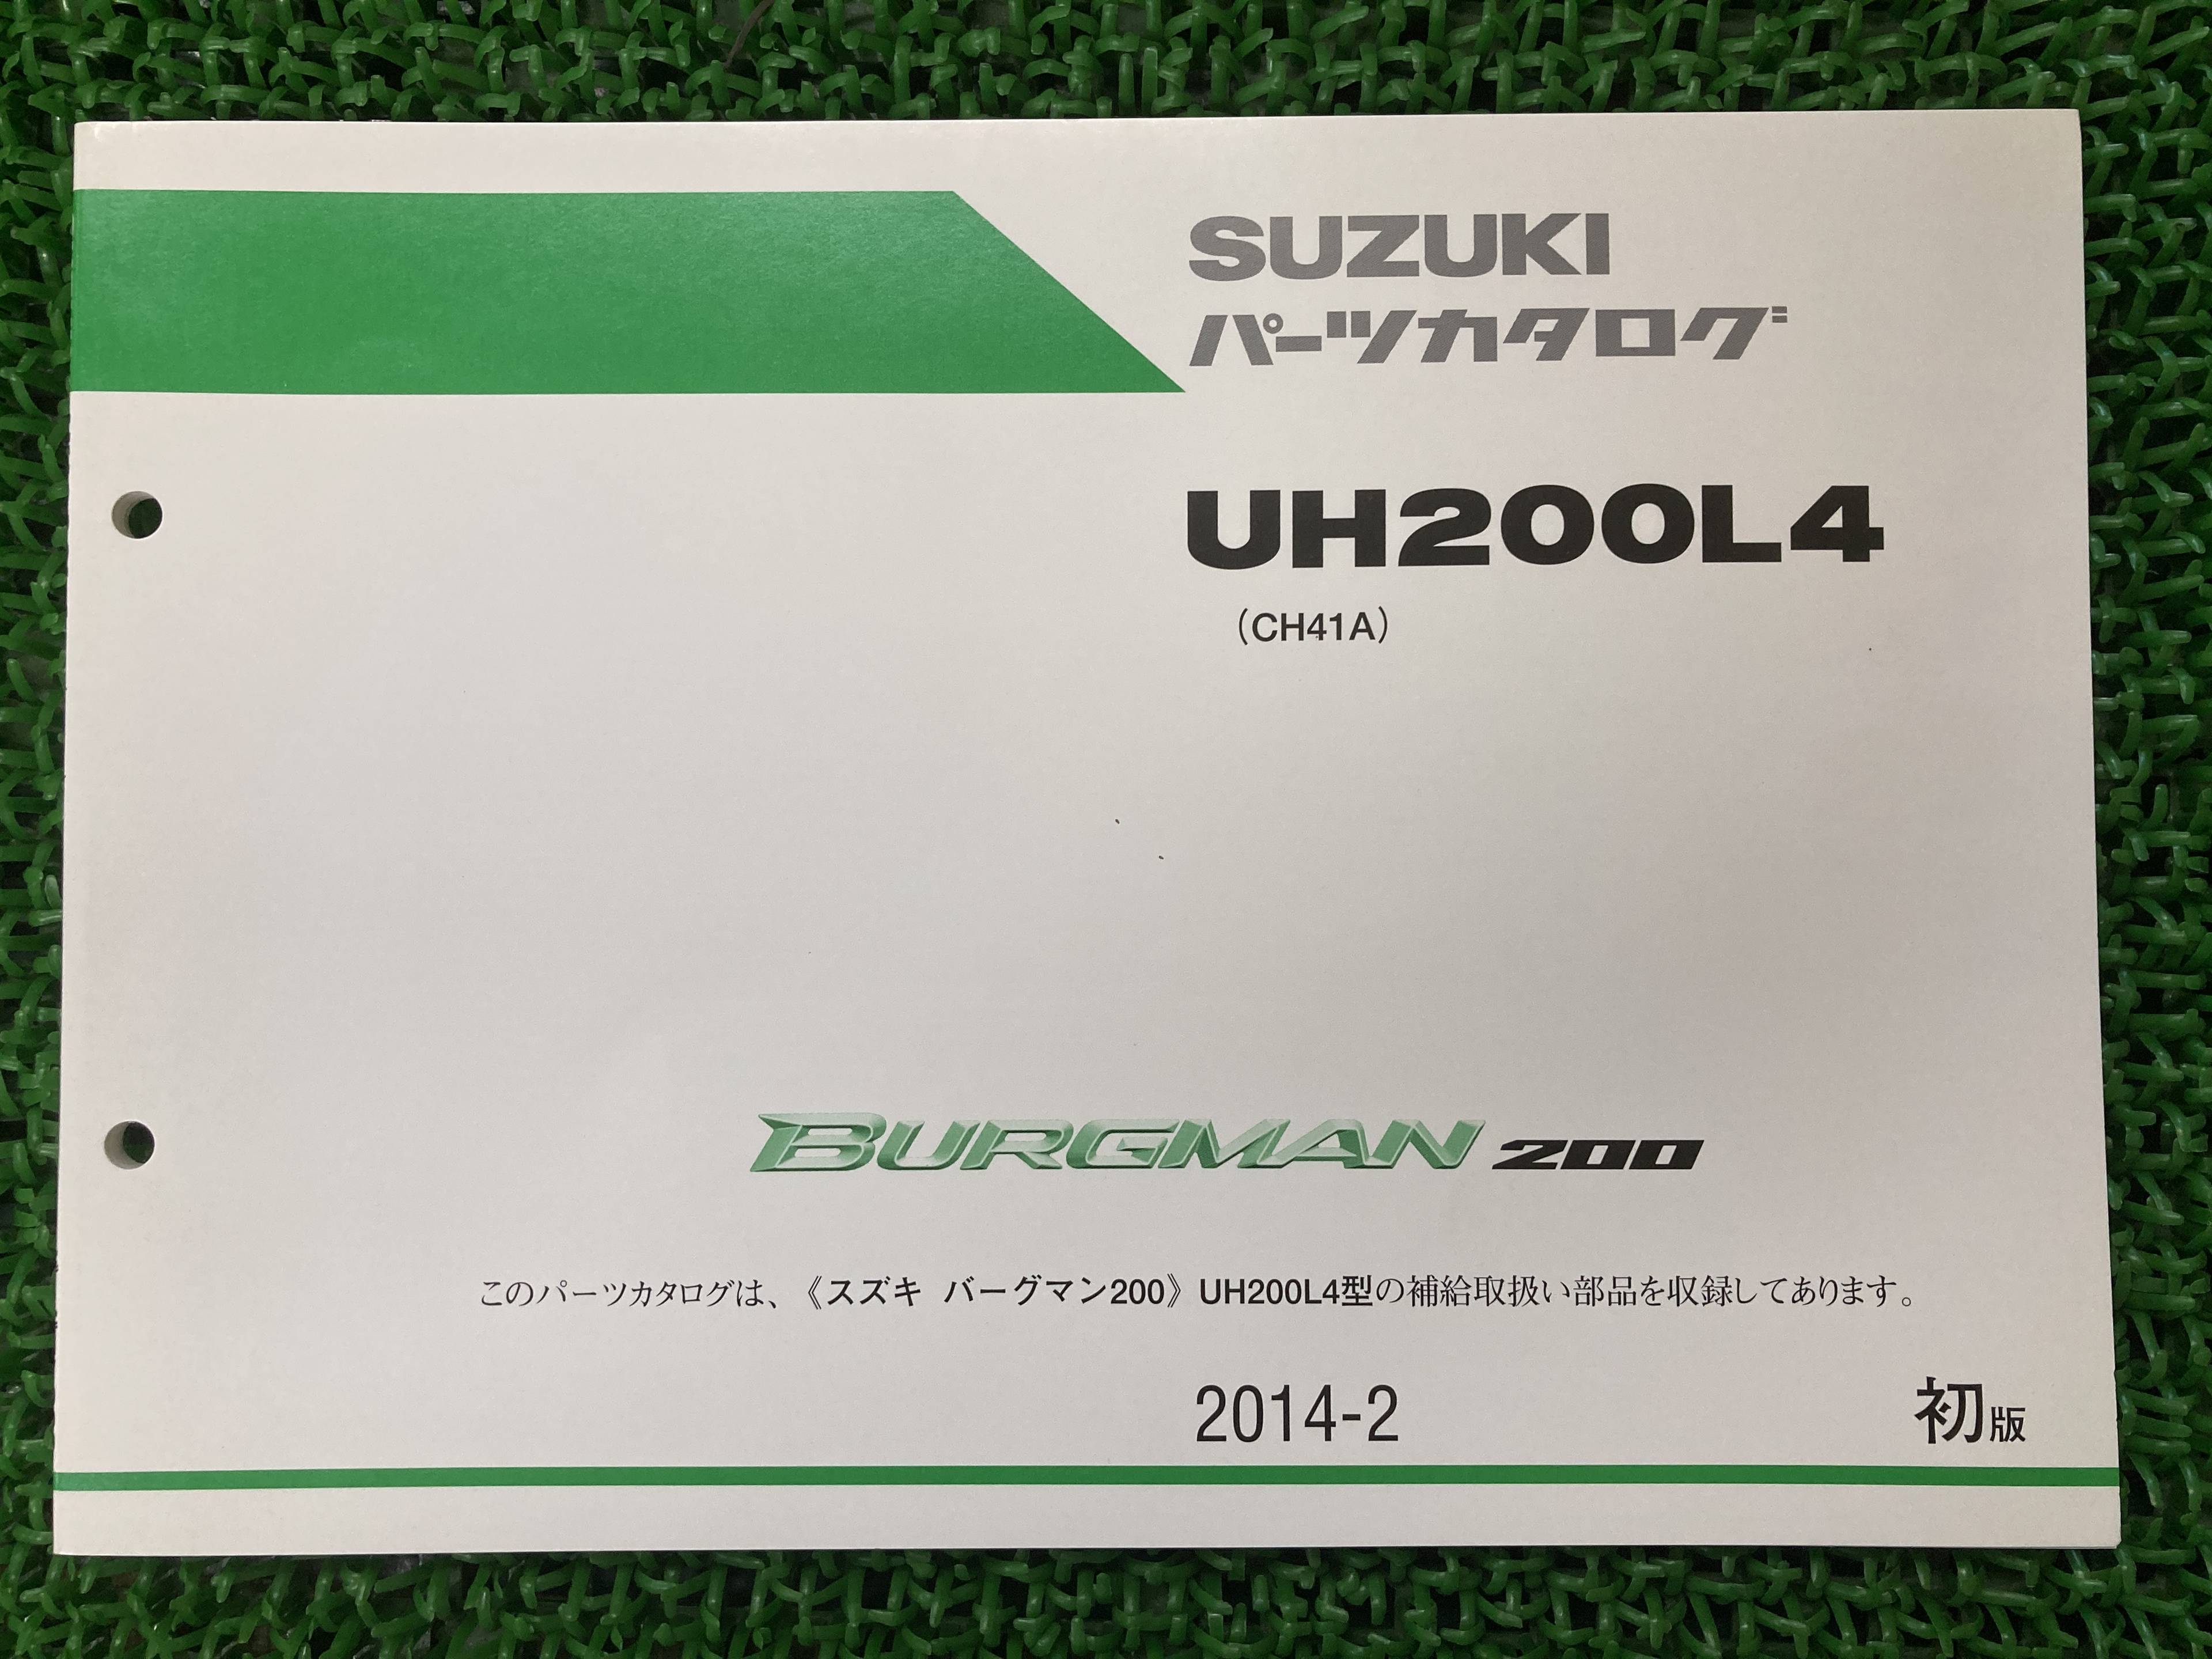 SUZUKI
パーツカタログ
UH200L4
（CH41A）
BURGMAN 200
このパーツカタログは、《スズキ バーグマン200》UH200L4型の補給取扱い部品を収録してあります。
2014-2
初版